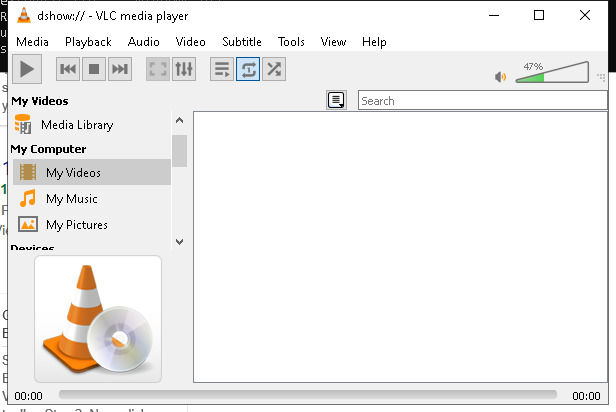 dshow:// - VLC media player
Media Playback Audio Video Subtitle Tools View Help
47%
My Videos
Search
Media Library
My Computer
My Videos
My Music
My Pictures
Devices
00:00 00:00